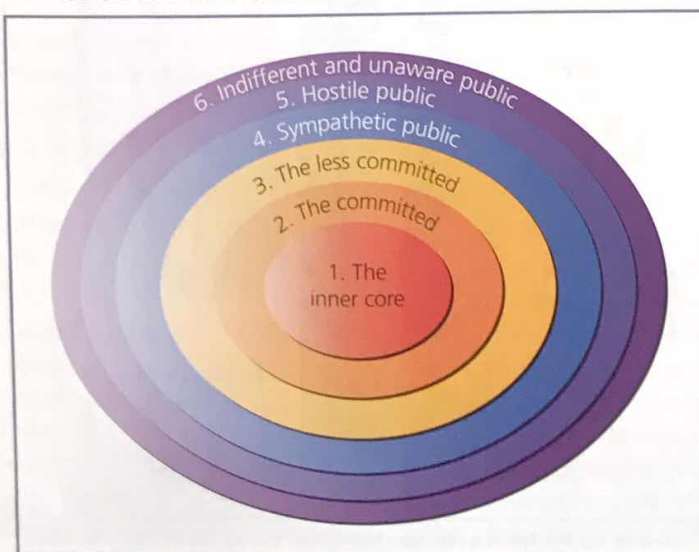 6. Indifferent and unaware public
5. Hostile public
4. Sympathetic public
3. The less committed
2. The committed
1. The
inner core